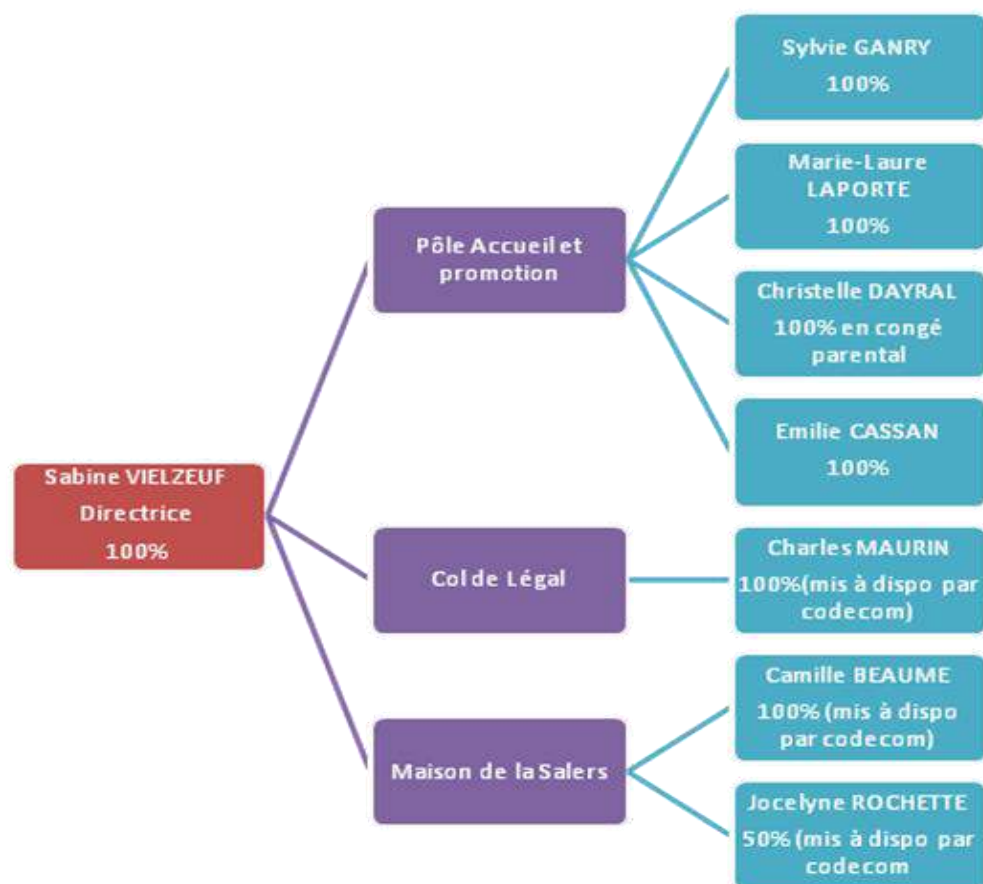 Sabine VIELZEUF
Directrice
100%
Pôle Accueil et
promotion
Sylvie GANRY
100%
Marie-Laure
LAPORTE
100%
Christelle DAYRAL
100% en congé
parental
Emilie CASSAN
100%
Col de Légal
Charles MAURIN
100%(mis à dispo par
codecom)
Maison de la Salers
Camille BEAUME
100% (mis à dispo
par codecom)
Jocelyne ROCHETTE
50% (mis à dispo par
codecom